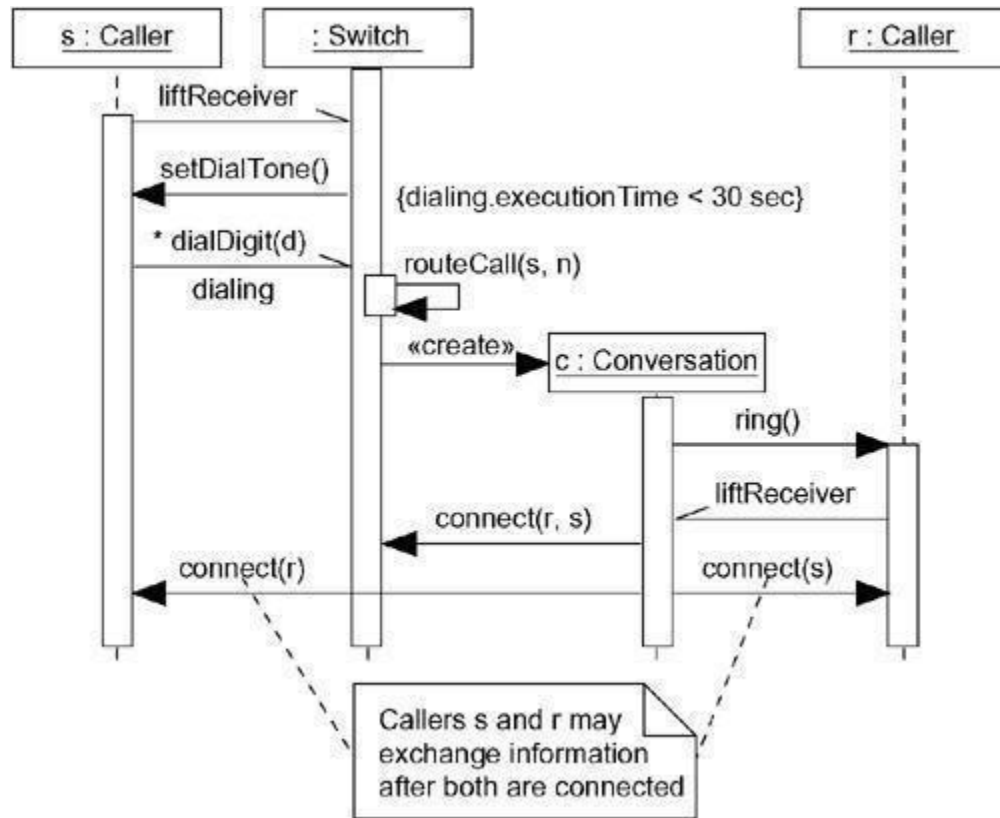 s : Caller
: Switch
r : Caller
liftReceiver
setDialTone()
{dialing.executionTime < 30 sec}
* dialDigit(d)
dialing
routeCall(s, n)
«create»
c : Conversation
ring()
liftReceiver
connect(r, s)
connect(r)
connect(s)
Callers s and r may
exchange information
after both are connected